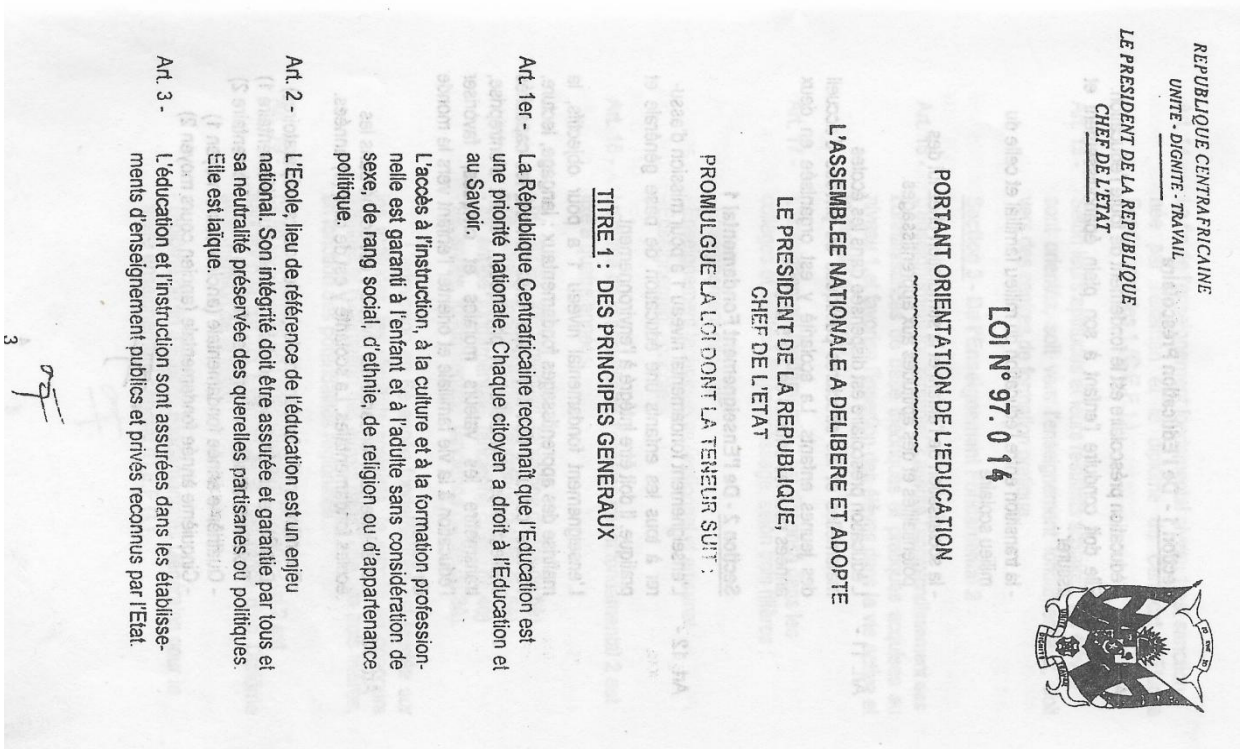 REPUBLIQUE CENTRAFRICAINE
UNITE - DIGNITE - TRAVAIL
LE PRESIDENT DE LA REPUBLIQUE
CHEF DE L'ETAT
LOI N° 97.014
PORTANT ORIENTATION DE L'EDUCATION
L'ASSEMBLEE NATIONALE A DELIBERE ET ADOPTE
LE PRESIDENT DE LA REPUBLIQUE,
CHEF DE L'ETAT
PROMULGUE LA LOI DONT LA TENEUR SUIT :
TITRE 1 : DES PRINCIPES GENERAUX
Art. 1er - La République Centrafricaine reconnaît que l'Education est
une priorité nationale. Chaque citoyen a droit à l'Education et
au Savoir.
L'accès à l'instruction, à la culture et à la formation profession-
nelle est garanti à l'enfant et à l'adulte sans considération de
sexe, de rang social, d'ethnie, de religion ou d'appartenance
politique.
Art. 2 - L'Ecole, lieu de référence de l'éducation est un enjeu
national. Son intégrité doit être assurée et garantie par tous et
sa neutralité préservée des querelles partisanes ou politiques.
Elle est laïque.
Art. 3 - L'éducation et l'instruction sont assurées dans les établisse-
ments d'enseignement publics et privés reconnus par l'Etat.
3